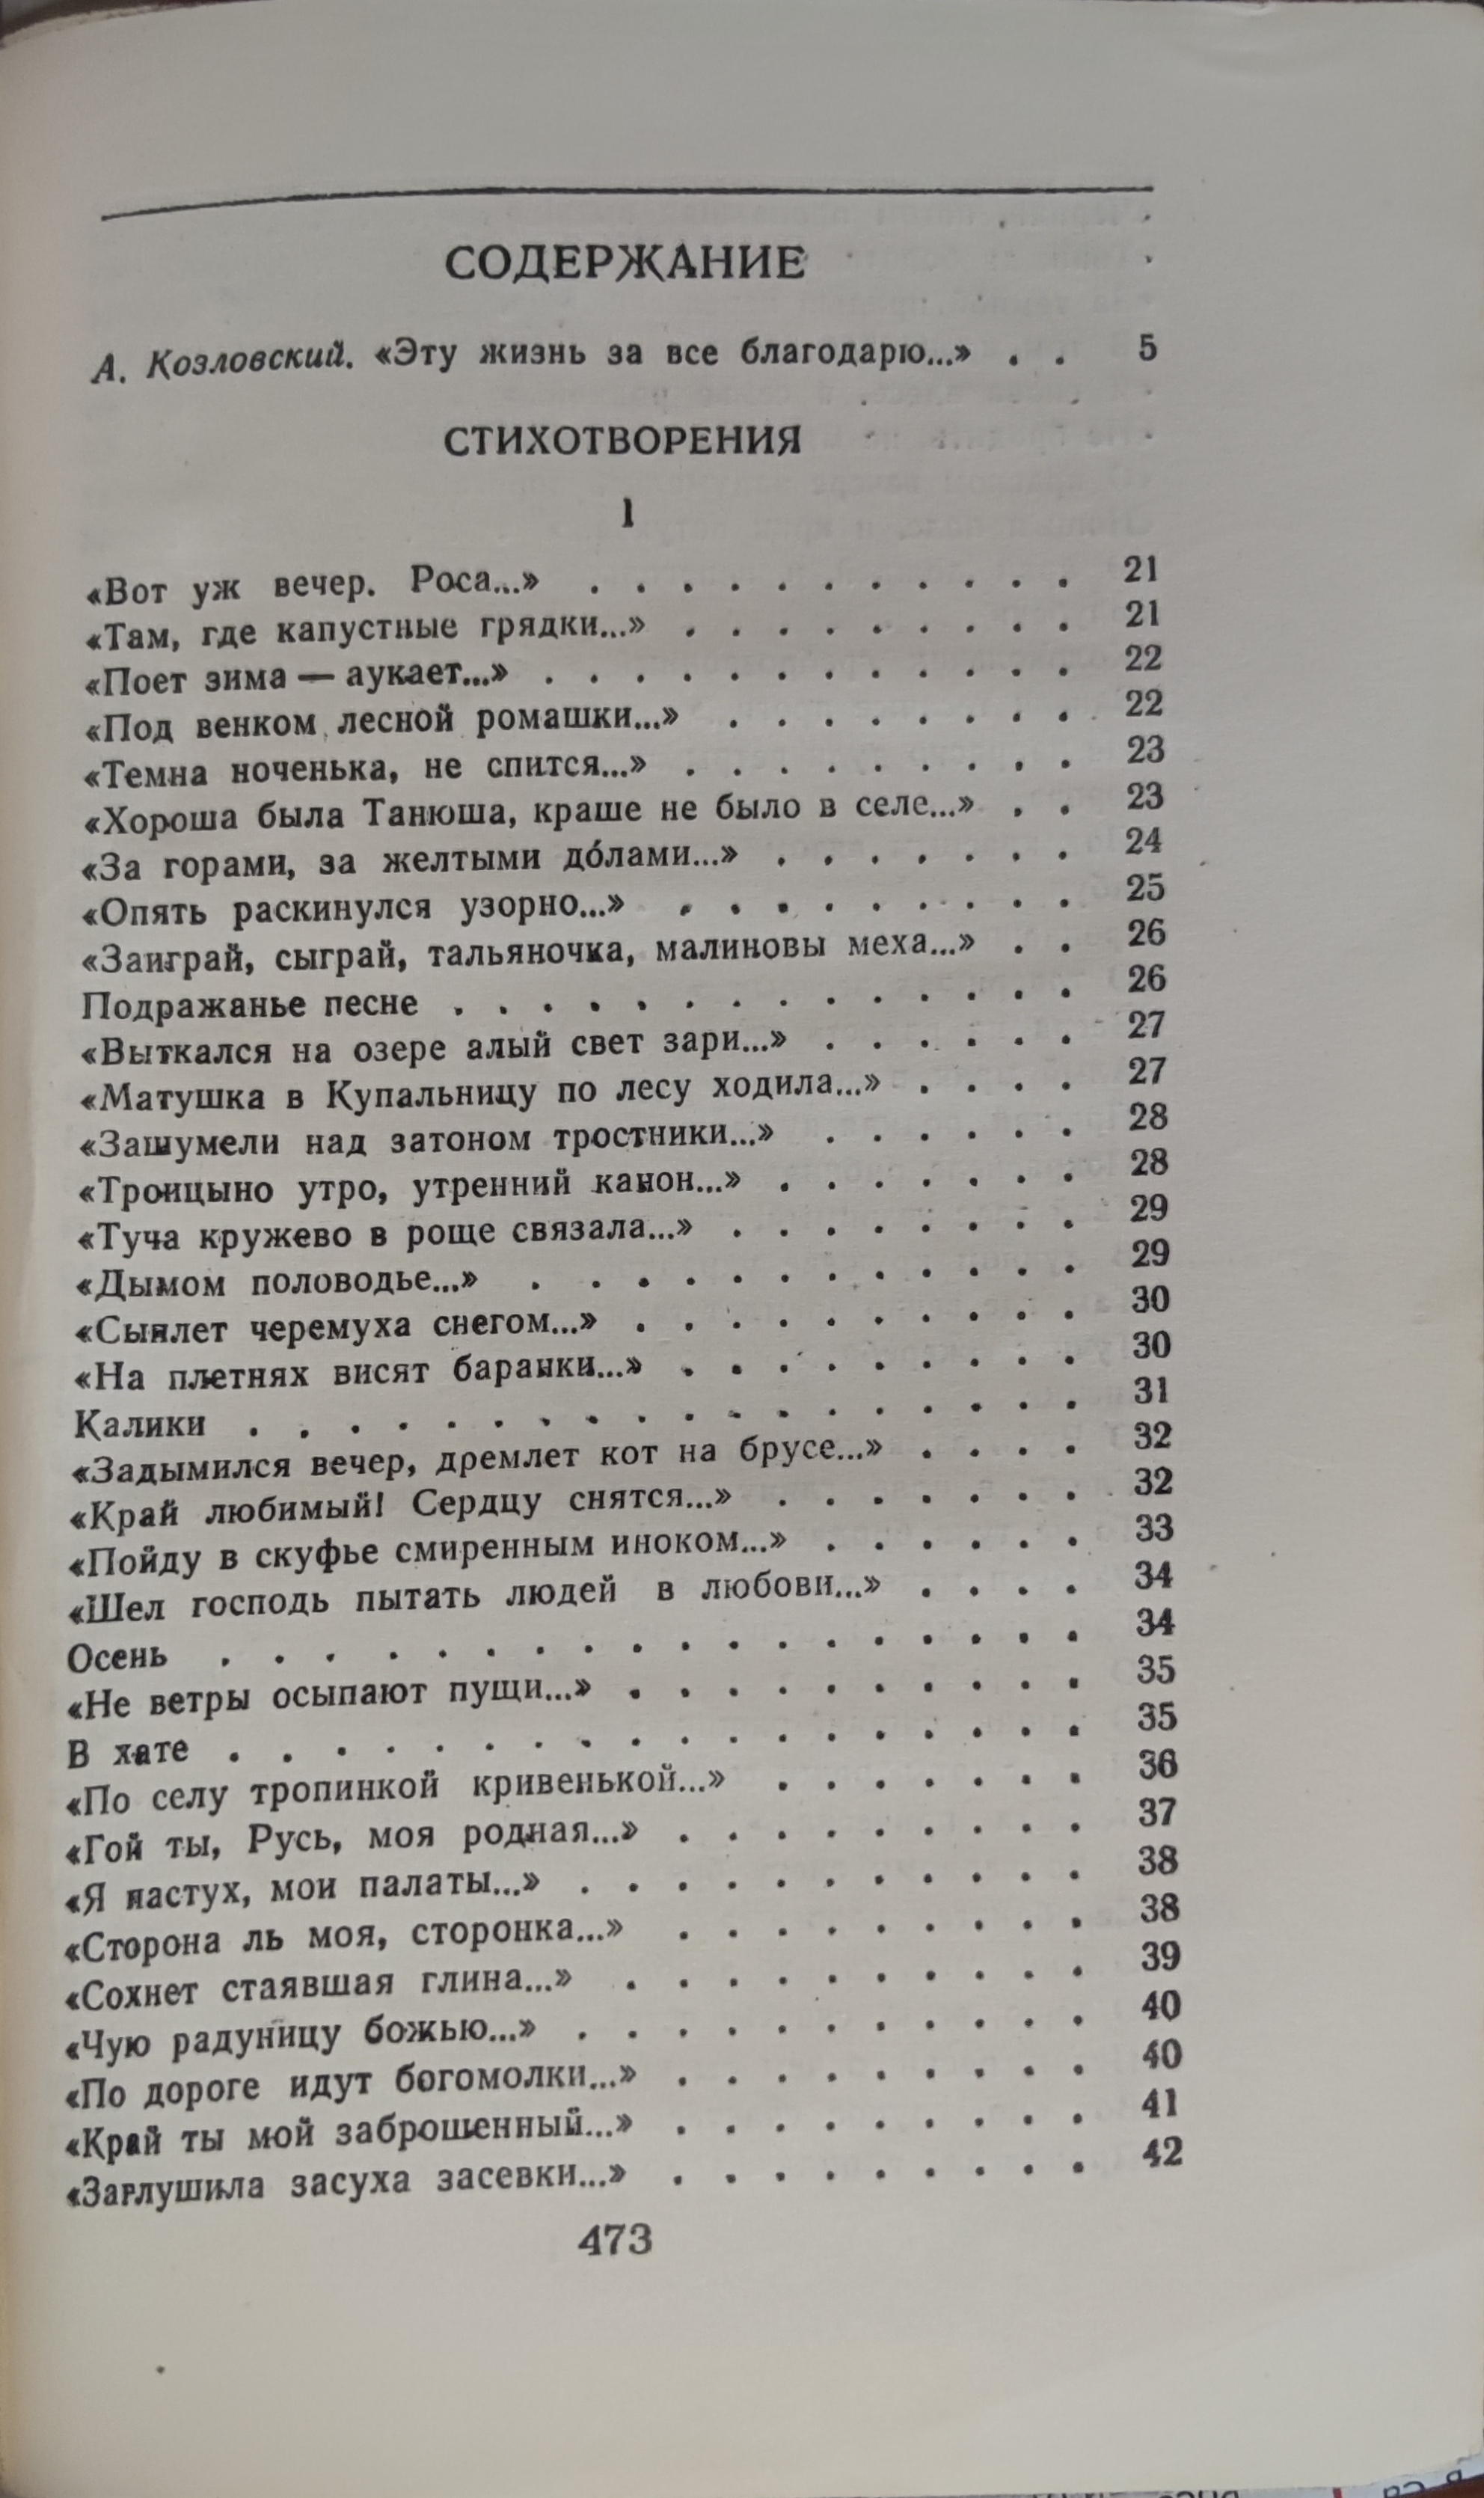 СОДЕРЖАНИЕ
А. Козловский. «Эту жизнь за все благодарю...» . . 5
СТИХОТВОРЕНИЯ
1
«Вот уж вечер. Роса...» . . . . . . . . . . . 21
«Там, где капустные грядки...» . . . . . . . . . 21
«Поет зима — аукает...» . . . . . . . . . . . . 22
«Под венком лесной ромашки...» . . . . . . . . 22
«Темна ноченька, не спится...» . . . . . . . . . 23
«Хороша была Танюша, краше не было в селе...» . . 23
«За горами, за желтыми до́лами...» . . . . . . . 24
«Опять раскинулся узорно...» . . . . . . . . . 25
«Заиграй, сыграй, тальяночка, малиновы меха...» . . 26
Подражанье песне . . . . . . . . . . . . . . 26
«Выткался на озере алый свет зари...» . . . . . . 27
«Матушка в Купальницу по лесу ходила...» . . . . 27
«Зашумели над затоном тростники...» . . . . . . 28
«Троицыно утро, утренний канон...» . . . . . . . 28
«Туча кружево в роще связала...» . . . . . . . . 29
«Дымом половодье...» . . . . . . . . . . . . 29
«Сыплет черемуха снегом...» . . . . . . . . . . 30
«На плетнях висят баранки...» . . . . . . . . . 30
Калики . . . . . . . . . . . . . . . . . . 31
«Задымился вечер, дремлет кот на брусе...» . . . . 32
«Край любимый! Сердцу снятся...» . . . . . . . 32
«Пойду в скуфье смиренным иноком...» . . . . . . 33
«Шел господь пытать людей в любови...» . . . . 34
Осень . . . . . . . . . . . . . . . . . . 34
«Не ветры осыпают пущи...» . . . . . . . . . . 35
В хате . . . . . . . . . . . . . . . . . . 35
«По селу тропинкой кривенькой...» . . . . . . . 36
«Гой ты, Русь, моя родная...» . . . . . . . . . 37
«Я пастух, мои палаты...» . . . . . . . . . . . 38
«Сторона ль моя, сторонка...» . . . . . . . . . 38
«Сохнет стаявшая глина...» . . . . . . . . . . 39
«Чую радуницу божью...» . . . . . . . . . . . 40
«По дороге идут богомолки...» . . . . . . . . . 40
«Край ты мой заброшенный...» . . . . . . . . . 41
«Заглушила засуха засевки...» . . . . . . . . . 42
473